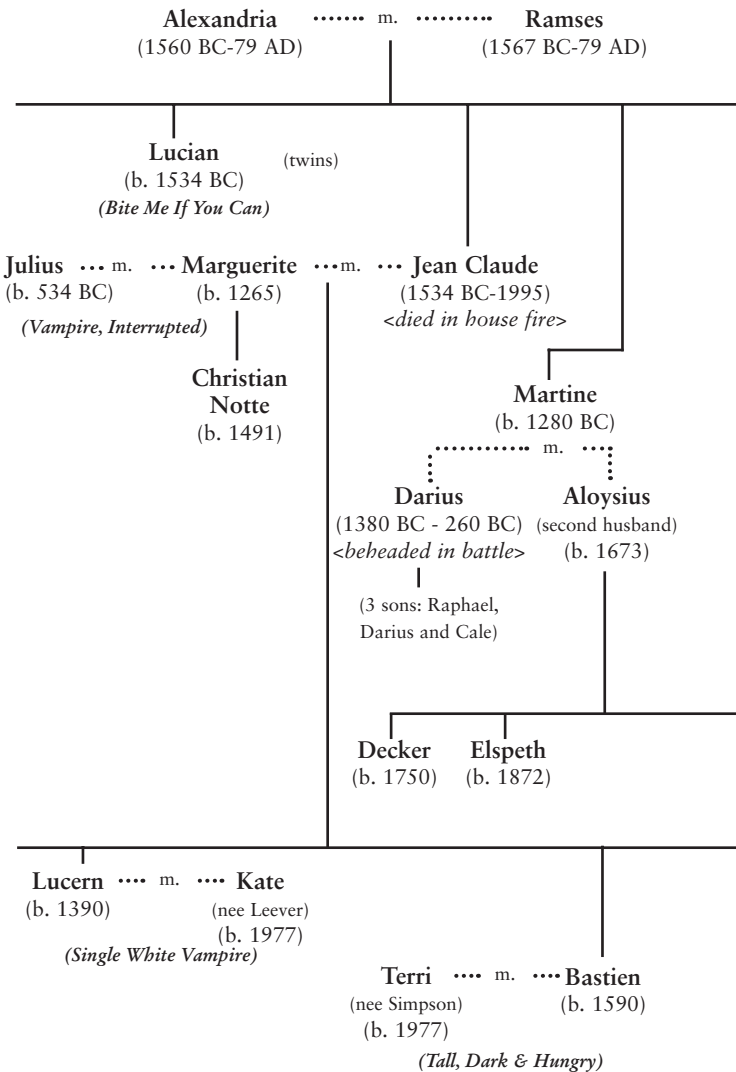 Alexandria ....... m. .......... Ramses
(1560 BC-79 AD) (1567 BC-79 AD)
Lucian (twins)
(b. 1534 BC)
(Bite Me If You Can)
Julius ... m. ... Marguerite ... m. ... Jean Claude
(b. 534 BC) (b. 1265) (1534 BC-1995)
(Vampire, Interrupted) <died in house fire>
Christian
Notte
(b. 1491)
Martine
(b. 1280 BC)
m.
Darius Aloysius
(1380 BC - 260 BC) (second husband)
<beheaded in battle> (b. 1673)
(3 sons: Raphael,
Darius and Cale)
Decker Elspeth
(b. 1750) (b. 1872)
Lucern .... m. .... Kate
(b. 1390) (nee Leever)
(b. 1977)
(Single White Vampire)
Terri .... m. .... Bastien
(nee Simpson) (b. 1590)
(b. 1977)
(Tall, Dark & Hungry)